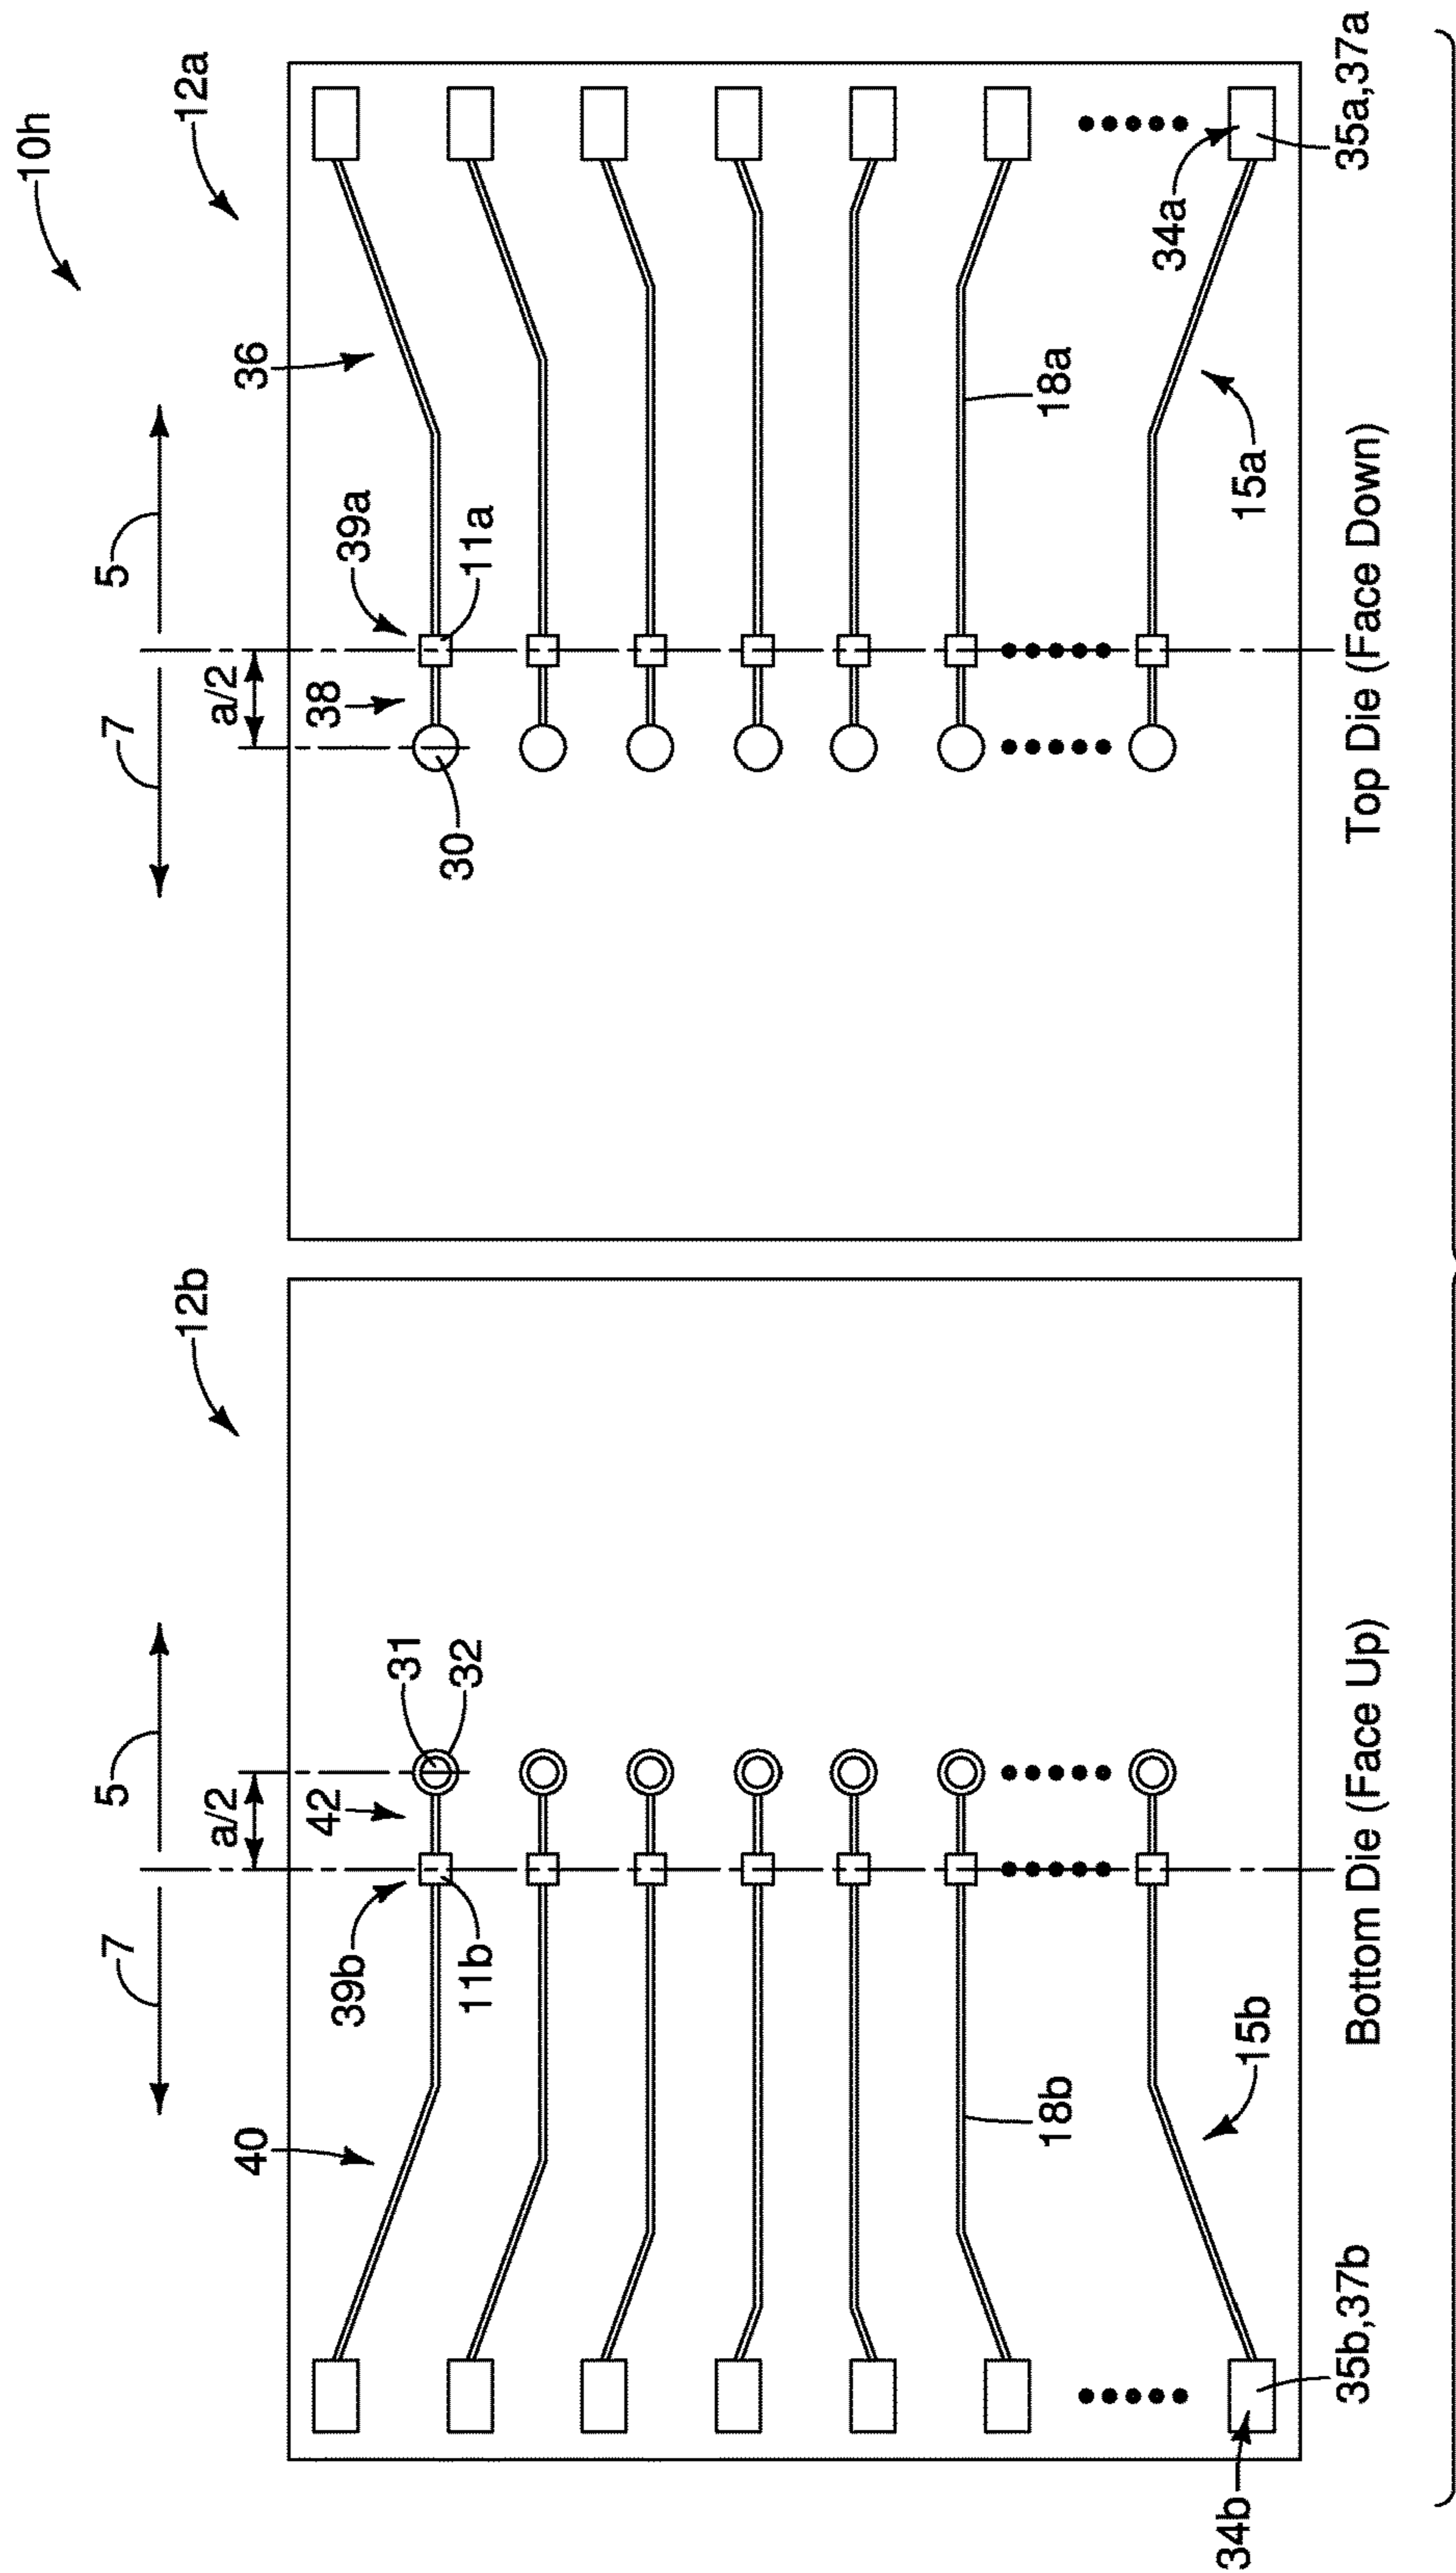 10h
12b
12a
7
5
7
5
a/2
a/2
40
42
38
36
39b
11b
31
32
30
39a
11a
18b
18a
15b
15a
34b
35b,37b
34a
35a,37a
Bottom Die (Face Up)
Top Die (Face Down)